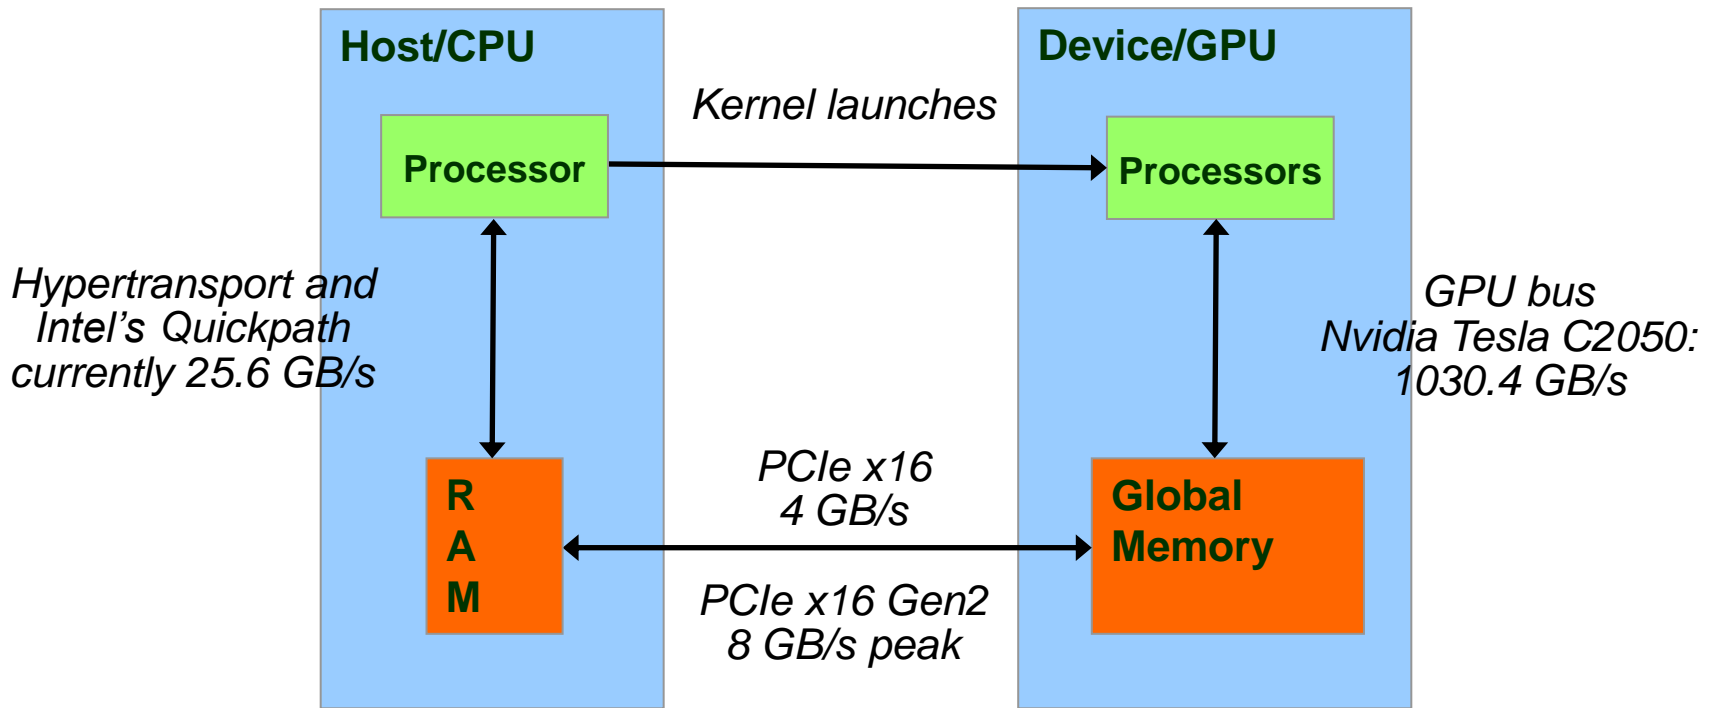 Host/CPU
Device/GPU
Kernel launches
Processor
Processors
Hypertransport and
Intel's Quickpath
currently 25.6 GB/s
GPU bus
Nvidia Tesla C2050:
1030.4 GB/s
R
A
M
PCIe x16
4 GB/s
Global
Memory
PCIe x16 Gen2
8 GB/s peak